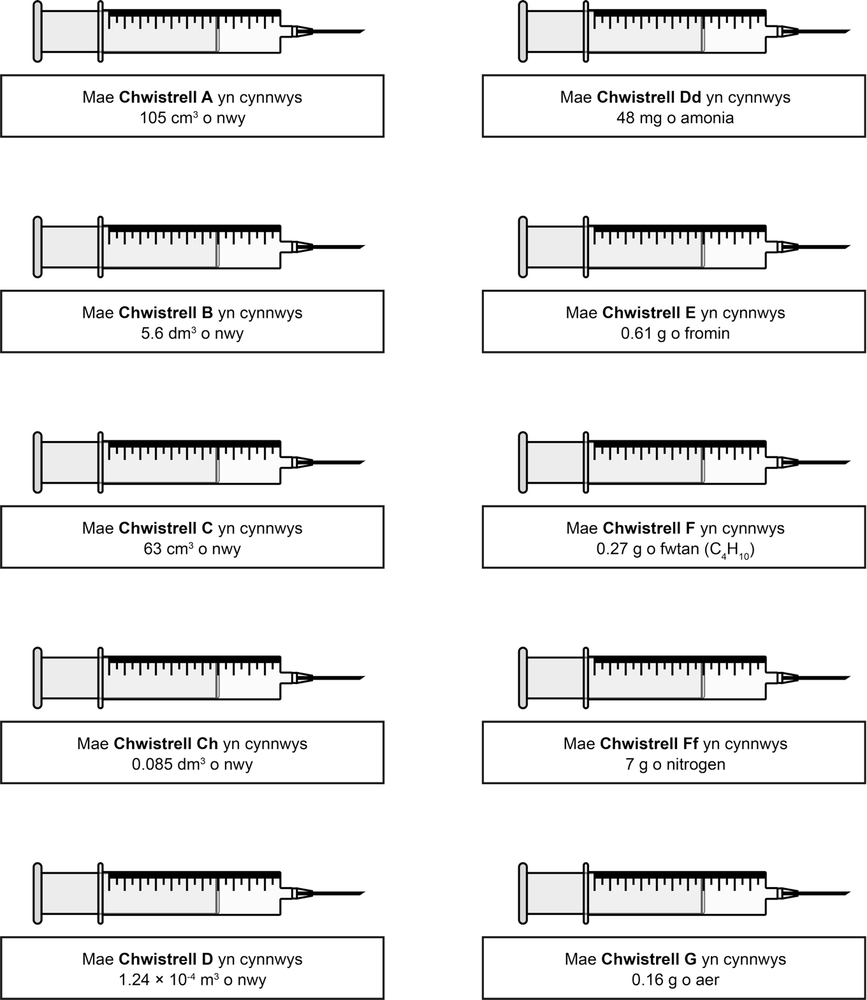 Mae Chwistrell A yn cynnwys
105 cm³ o nwy
Mae Chwistrell Dd yn cynnwys
48 mg o amonia
Mae Chwistrell B yn cynnwys
5.6 dm³ o nwy
Mae Chwistrell E yn cynnwys
0.61 g o fromin
Mae Chwistrell C yn cynnwys
63 cm³ o nwy
Mae Chwistrell F yn cynnwys
0.27 g o fwtan (C₄H₁₀)
Mae Chwistrell Ch yn cynnwys
0.085 dm³ o nwy
Mae Chwistrell Ff yn cynnwys
7 g o nitrogen
Mae Chwistrell D yn cynnwys
1.24 × 10⁻⁴ m³ o nwy
Mae Chwistrell G yn cynnwys
0.16 g o aer